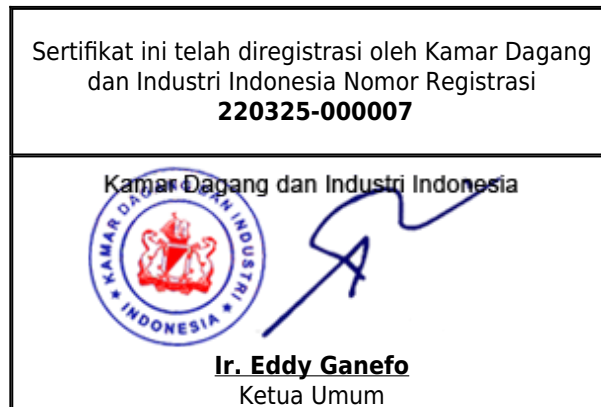 Sertifikat ini telah diregistrasi oleh Kamar Dagang
dan Industri Indonesia Nomor Registrasi
220325-000007
Kamar Dagang dan Industri Indonesia
KAMAR DAGANG DAN INDUSTRI
★ INDONESIA ★
Ir. Eddy Ganefo
Ketua Umum